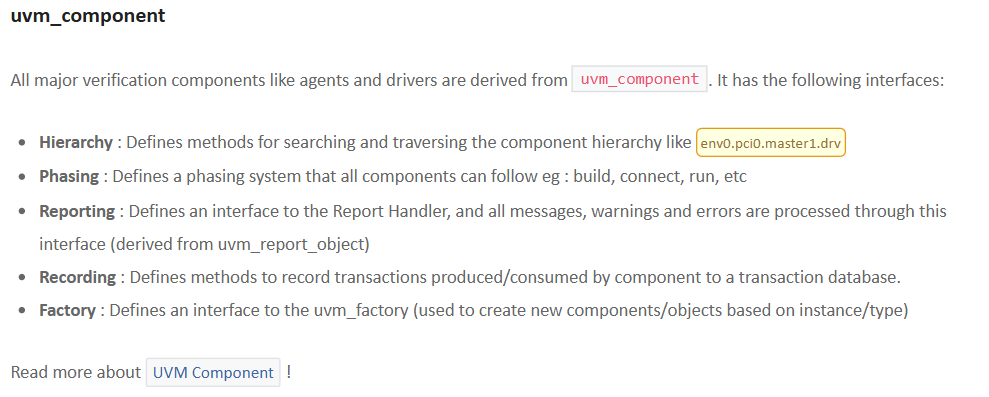 uvm_component
All major verification components like agents and drivers are derived from uvm_component. It has the following interfaces:
• Hierarchy : Defines methods for searching and traversing the component hierarchy like env0.pci0.master1.drv
• Phasing : Defines a phasing system that all components can follow eg : build, connect, run, etc
• Reporting : Defines an interface to the Report Handler, and all messages, warnings and errors are processed through this
interface (derived from uvm_report_object)
• Recording : Defines methods to record transactions produced/consumed by component to a transaction database.
• Factory : Defines an interface to the uvm_factory (used to create new components/objects based on instance/type)
Read more about UVM Component !